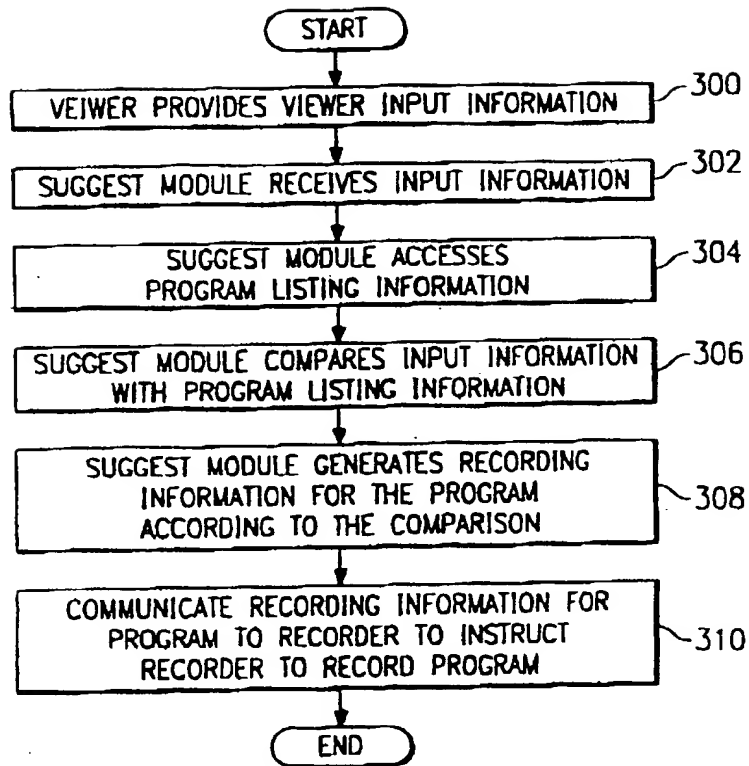 START
VEIWER PROVIDES VIEWER INPUT INFORMATION
300
SUGGEST MODULE RECEIVES INPUT INFORMATION
302
SUGGEST MODULE ACCESSES
PROGRAM LISTING INFORMATION
304
SUGGEST MODULE COMPARES INPUT INFORMATION
WITH PROGRAM LISTING INFORMATION
306
SUGGEST MODULE GENERATES RECORDING
INFORMATION FOR THE PROGRAM
ACCORDING TO THE COMPARISON
308
COMMUNICATE RECORDING INFORMATION FOR
PROGRAM TO RECORDER TO INSTRUCT
RECORDER TO RECORD PROGRAM
310
END